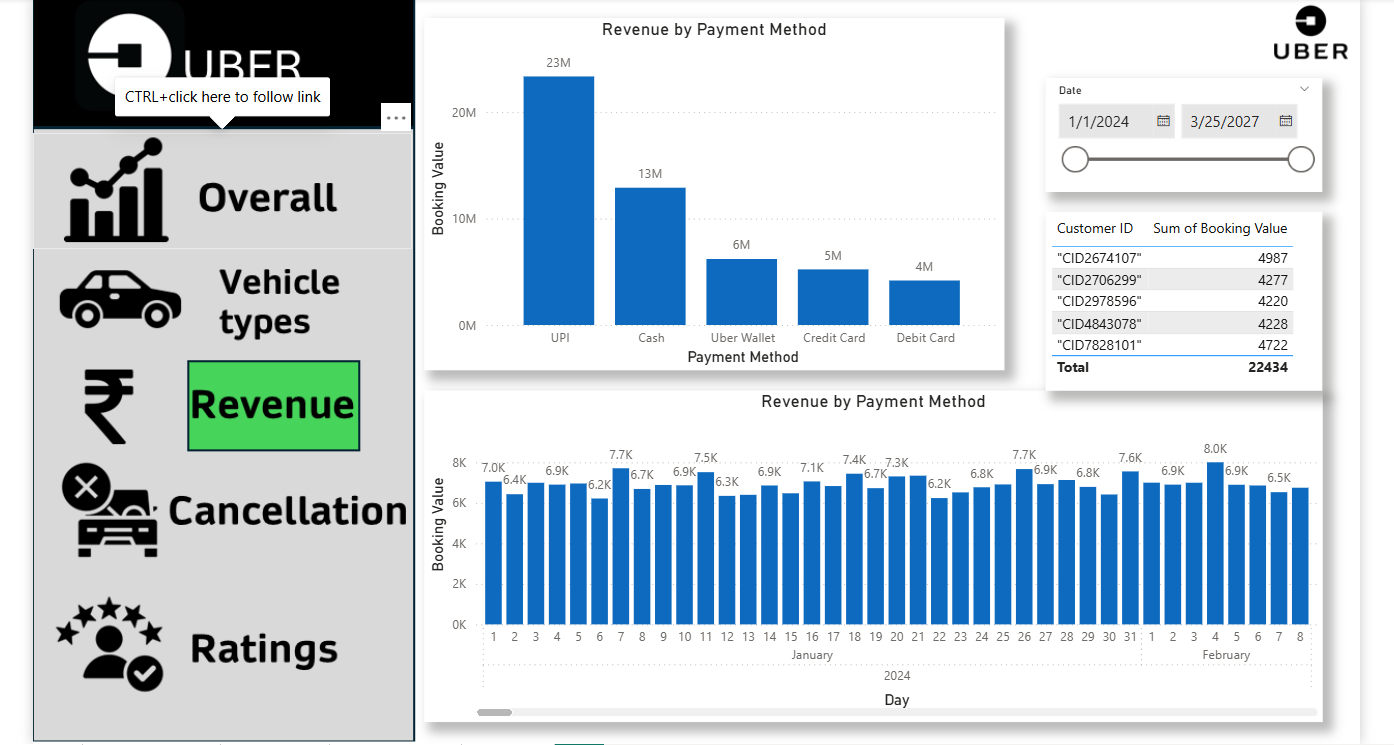 UBER
CTRL+click here to follow link
...
Overall
Vehicle
types
₹
Revenue
Cancellation
Ratings
Revenue by Payment Method
Booking Value
20M
10M
0M
23M
13M
6M
5M
4M
UPI Cash Uber Wallet Credit Card Debit Card
Payment Method
UBER
Date
1/1/2024 3/25/2027
Customer ID Sum of Booking Value
"CID2674107" 4987
"CID2706299" 4277
"CID2978596" 4220
"CID4843078" 4228
"CID7828101" 4722
Total 22434
Revenue by Payment Method
Booking Value
8K
6K
4K
2K
0K
7.0K 6.4K 6.9K 6.2K 7.7K 6.7K 6.9K 7.5K 6.3K 6.9K 7.1K 7.4K 6.7K 7.3K 6.2K 6.8K 7.7K 6.9K 6.8K 7.6K 6.9K 8.0K 6.9K 6.5K
1 2 3 4 5 6 7 8 9 10 11 12 13 14 15 16 17 18 19 20 21 22 23 24 25 26 27 28 29 30 31 1 2 3 4 5 6 7 8
January February
2024
Day